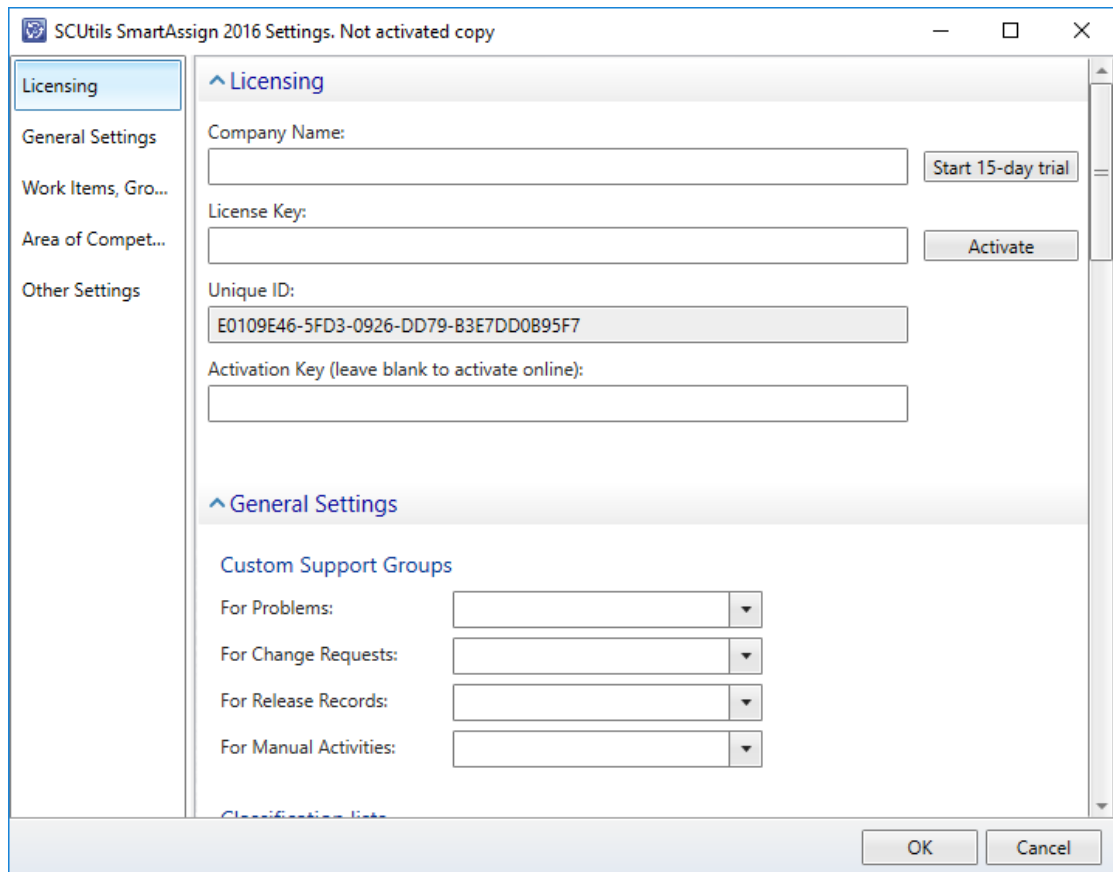 SCUtils SmartAssign 2016 Settings. Not activated copy
Licensing
General Settings
Work Items, Gro...
Area of Compet...
Other Settings
Licensing
Company Name:
Start 15-day trial
License Key:
Activate
Unique ID:
E0109E46-5FD3-0926-DD79-B3E7DD0B95F7
Activation Key (leave blank to activate online):
General Settings
Custom Support Groups
For Problems:
For Change Requests:
For Release Records:
For Manual Activities:
Classification lists
OK
Cancel